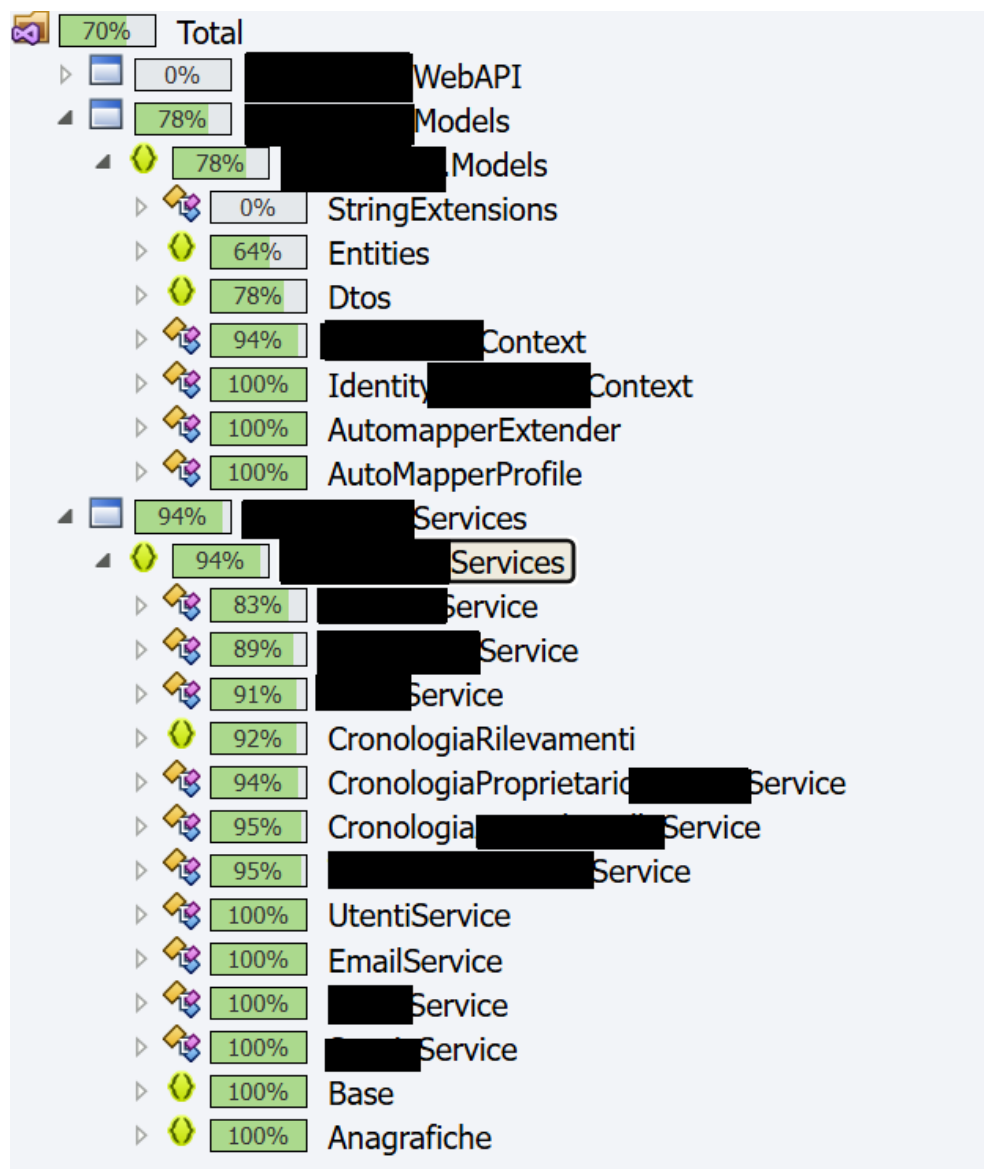 70% Total
0% WebAPI
78% Models
78% .Models
0% StringExtensions
64% Entities
78% Dtos
94% Context
100% Identity Context
100% AutomapperExtender
100% AutoMapperProfile
94% Services
94% Services
83% Service
89% Service
91% Service
92% CronologiaRilevamenti
94% CronologiaProprietario Service
95% Cronologia Service
95% Service
100% UtentiService
100% EmailService
100% Service
100% Service
100% Base
100% Anagrafiche